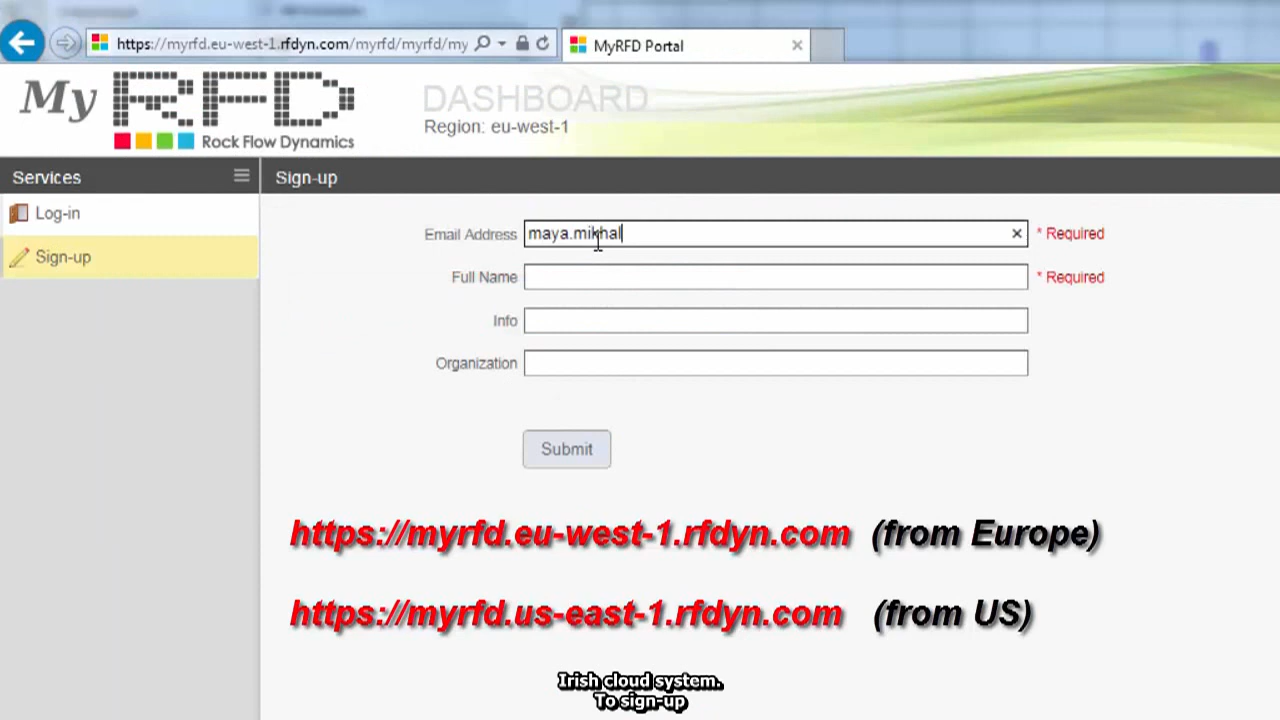 https://myrfd.eu-west-1.rfdyn.com/myrfd/myrfd/my
MyRFD Portal
My RFD
Rock Flow Dynamics
DASHBOARD
Region: eu-west-1
Services
Sign-up
Log-in
Sign-up
Email Address maya.mikhal * Required
Full Name * Required
Info
Organization
Submit
https://myrfd.eu-west-1.rfdyn.com (from Europe)
https://myrfd.us-east-1.rfdyn.com (from US)
Irish cloud system.
To sign-up